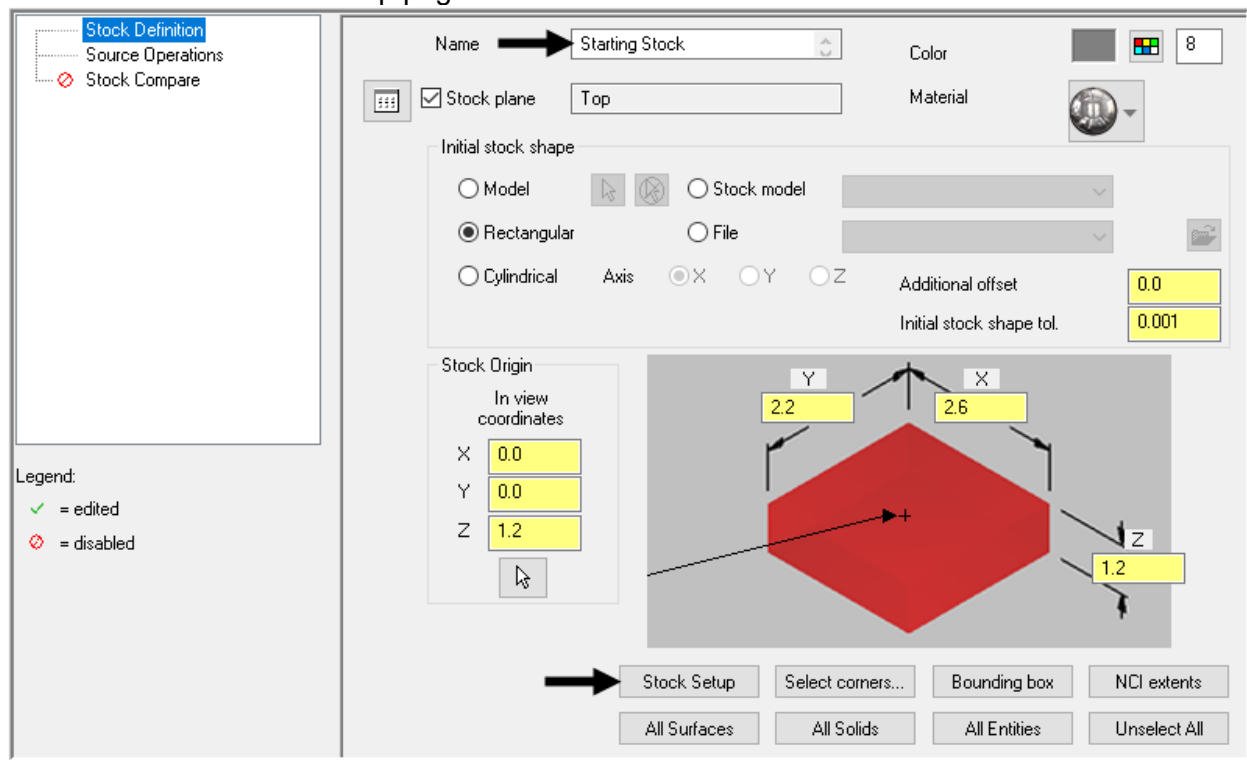 Stock Definition
Source Operations
Stock Compare
Legend:
= edited
= disabled
Name Starting Stock
Color 8
Stock plane Top
Material
Initial stock shape
Model Stock model
Rectangular File
Cylindrical Axis X Y Z
Additional offset 0.0
Initial stock shape tol. 0.001
Stock Origin
In view
coordinates
X 0.0
Y 0.0
Z 1.2
Y X
2.2 2.6
Z
1.2
Stock Setup Select corners... Bounding box NCI extents
All Surfaces All Solids All Entities Unselect All